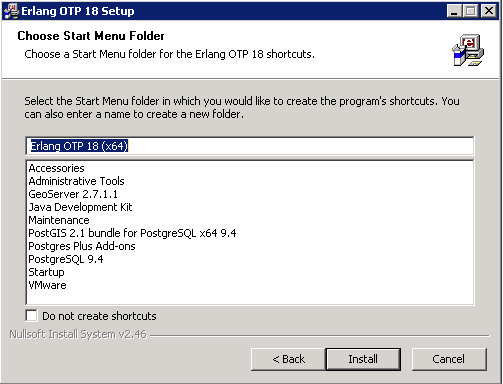 Erlang OTP 18 Setup
Choose Start Menu Folder
Choose a Start Menu folder for the Erlang OTP 18 shortcuts.
Select the Start Menu folder in which you would like to create the program's shortcuts. You
can also enter a name to create a new folder.
Erlang OTP 18 (x64)
Accessories
Administrative Tools
GeoServer 2.7.1.1
Java Development Kit
Maintenance
PostGIS 2.1 bundle for PostgreSQL x64 9.4
Postgres Plus Add-ons
PostgreSQL 9.4
Startup
VMware
Do not create shortcuts
Nullsoft Install System v2.46
< Back
Install
Cancel